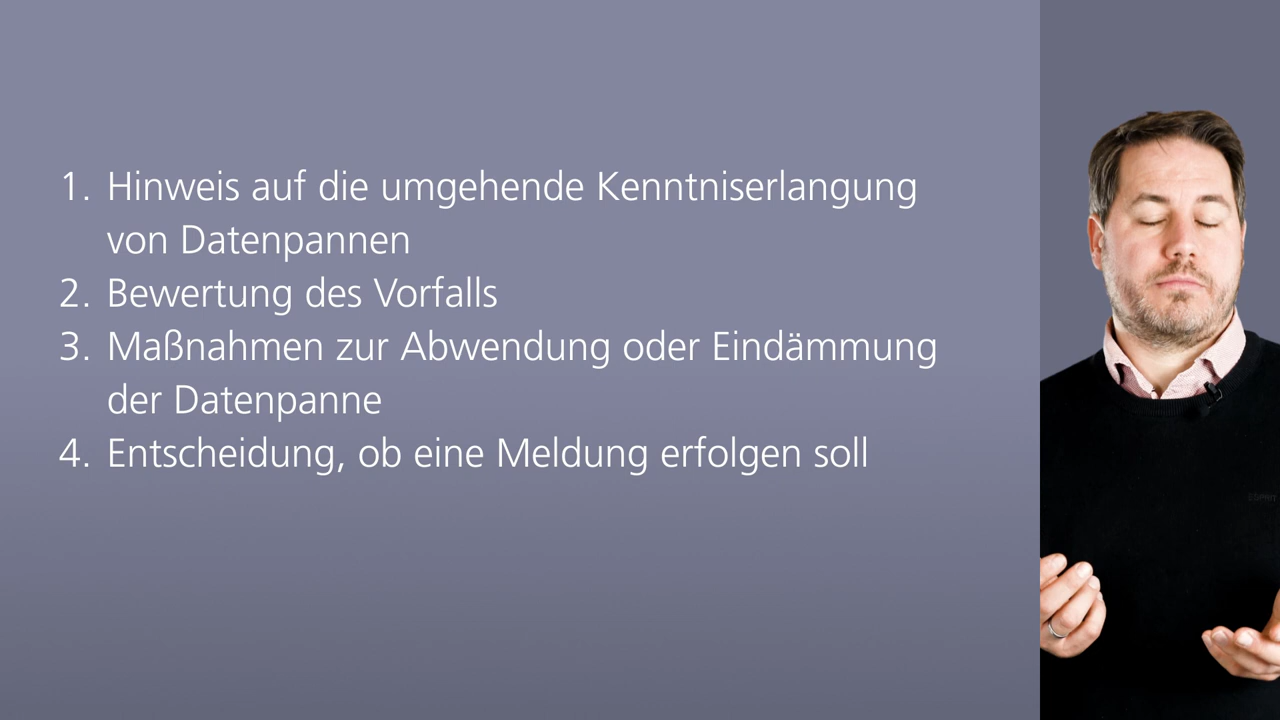 1. Hinweis auf die umgehende Kenntniserlangung
von Datenpannen
2. Bewertung des Vorfalls
3. Maßnahmen zur Abwendung oder Eindämmung
der Datenpanne
4. Entscheidung, ob eine Meldung erfolgen soll